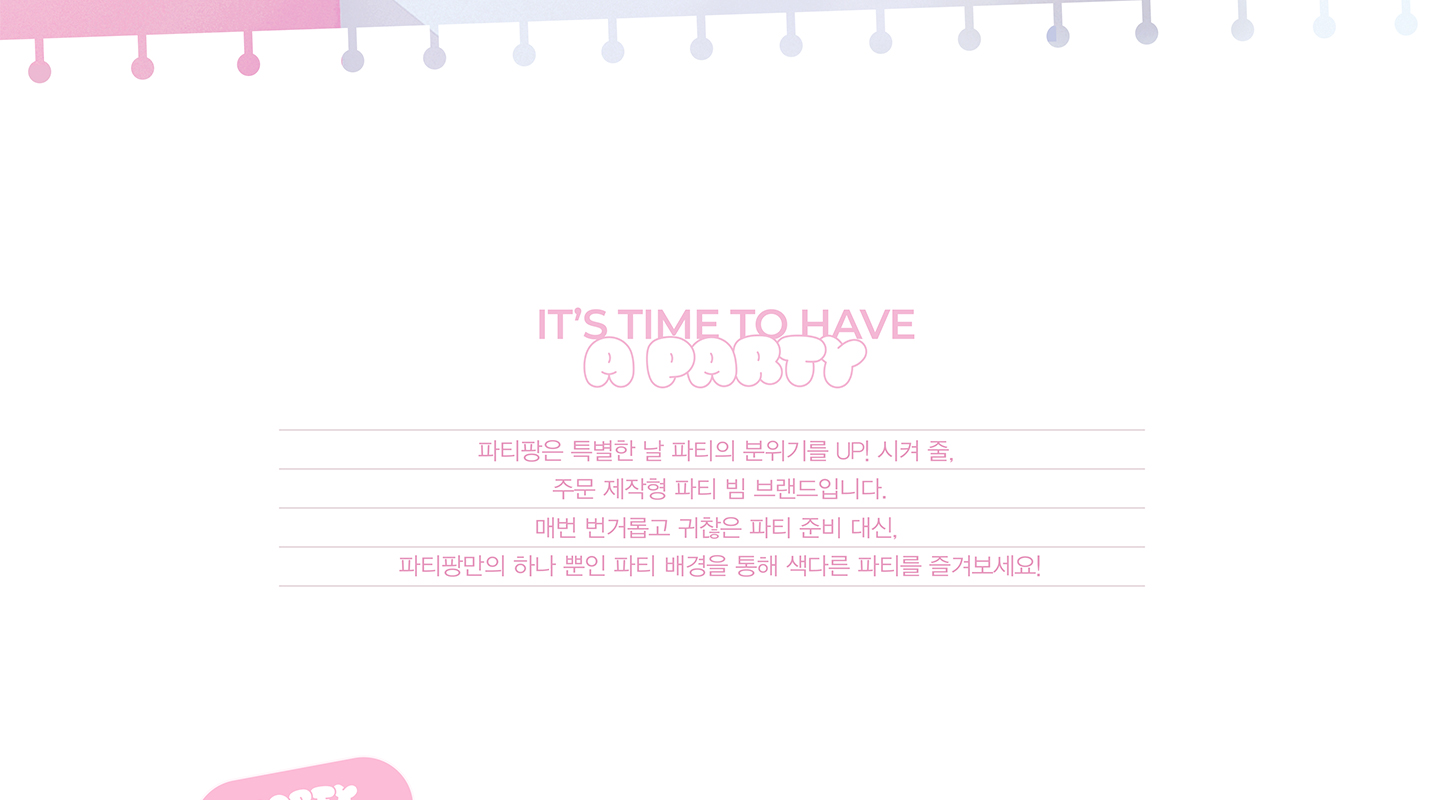 IT'S TIME TO HAVE
A PARTY
파티팡은 특별한 날 파티의 분위기를 UP! 시켜 줄,
주문 제작형 파티 빔 브랜드입니다.
매번 번거롭고 귀찮은 파티 준비 대신,
파티팡만의 하나 뿐인 파티 배경을 통해 색다른 파티를 즐겨보세요!